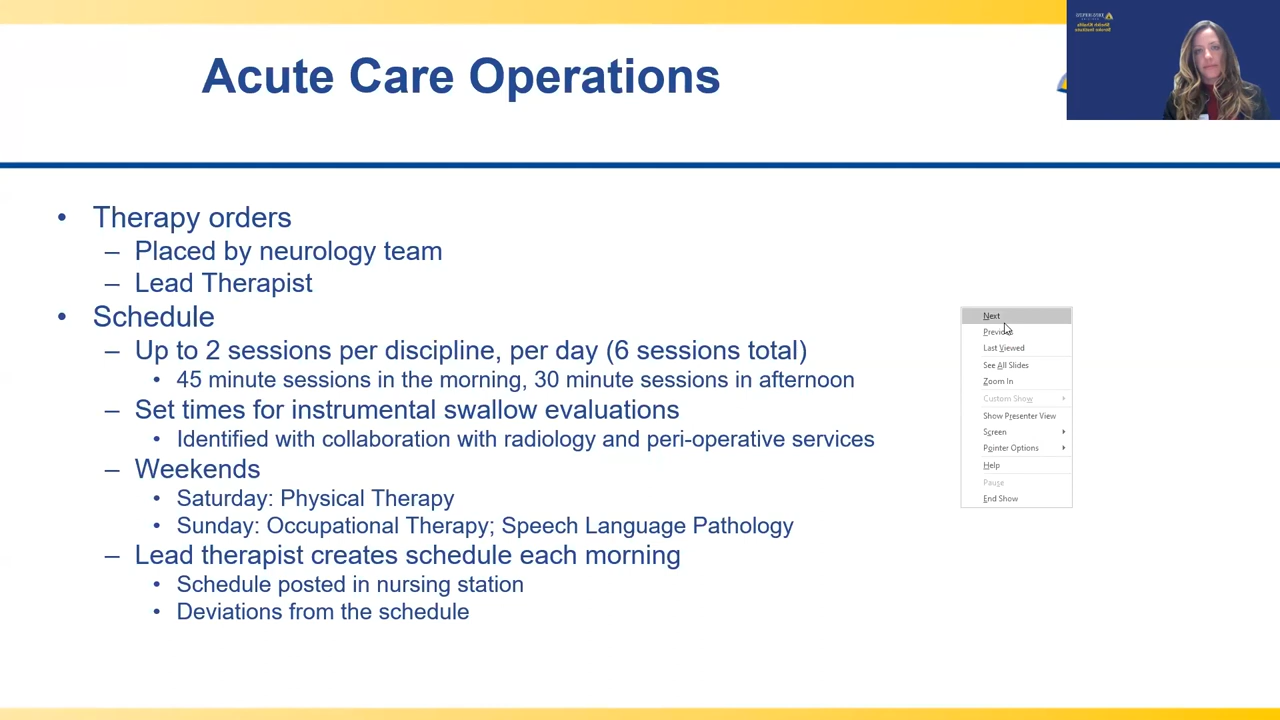 Acute Care Operations
• Therapy orders
– Placed by neurology team
– Lead Therapist
• Schedule
– Up to 2 sessions per discipline, per day (6 sessions total)
• 45 minute sessions in the morning, 30 minute sessions in afternoon
– Set times for instrumental swallow evaluations
• Identified with collaboration with radiology and peri-operative services
– Weekends
• Saturday: Physical Therapy
• Sunday: Occupational Therapy; Speech Language Pathology
– Lead therapist creates schedule each morning
• Schedule posted in nursing station
• Deviations from the schedule
Next
Previous
Last Viewed
See All Slides
Zoom In
Custom Show
Show Presenter View
Screen
Pointer Options
Help
Pause
End Show